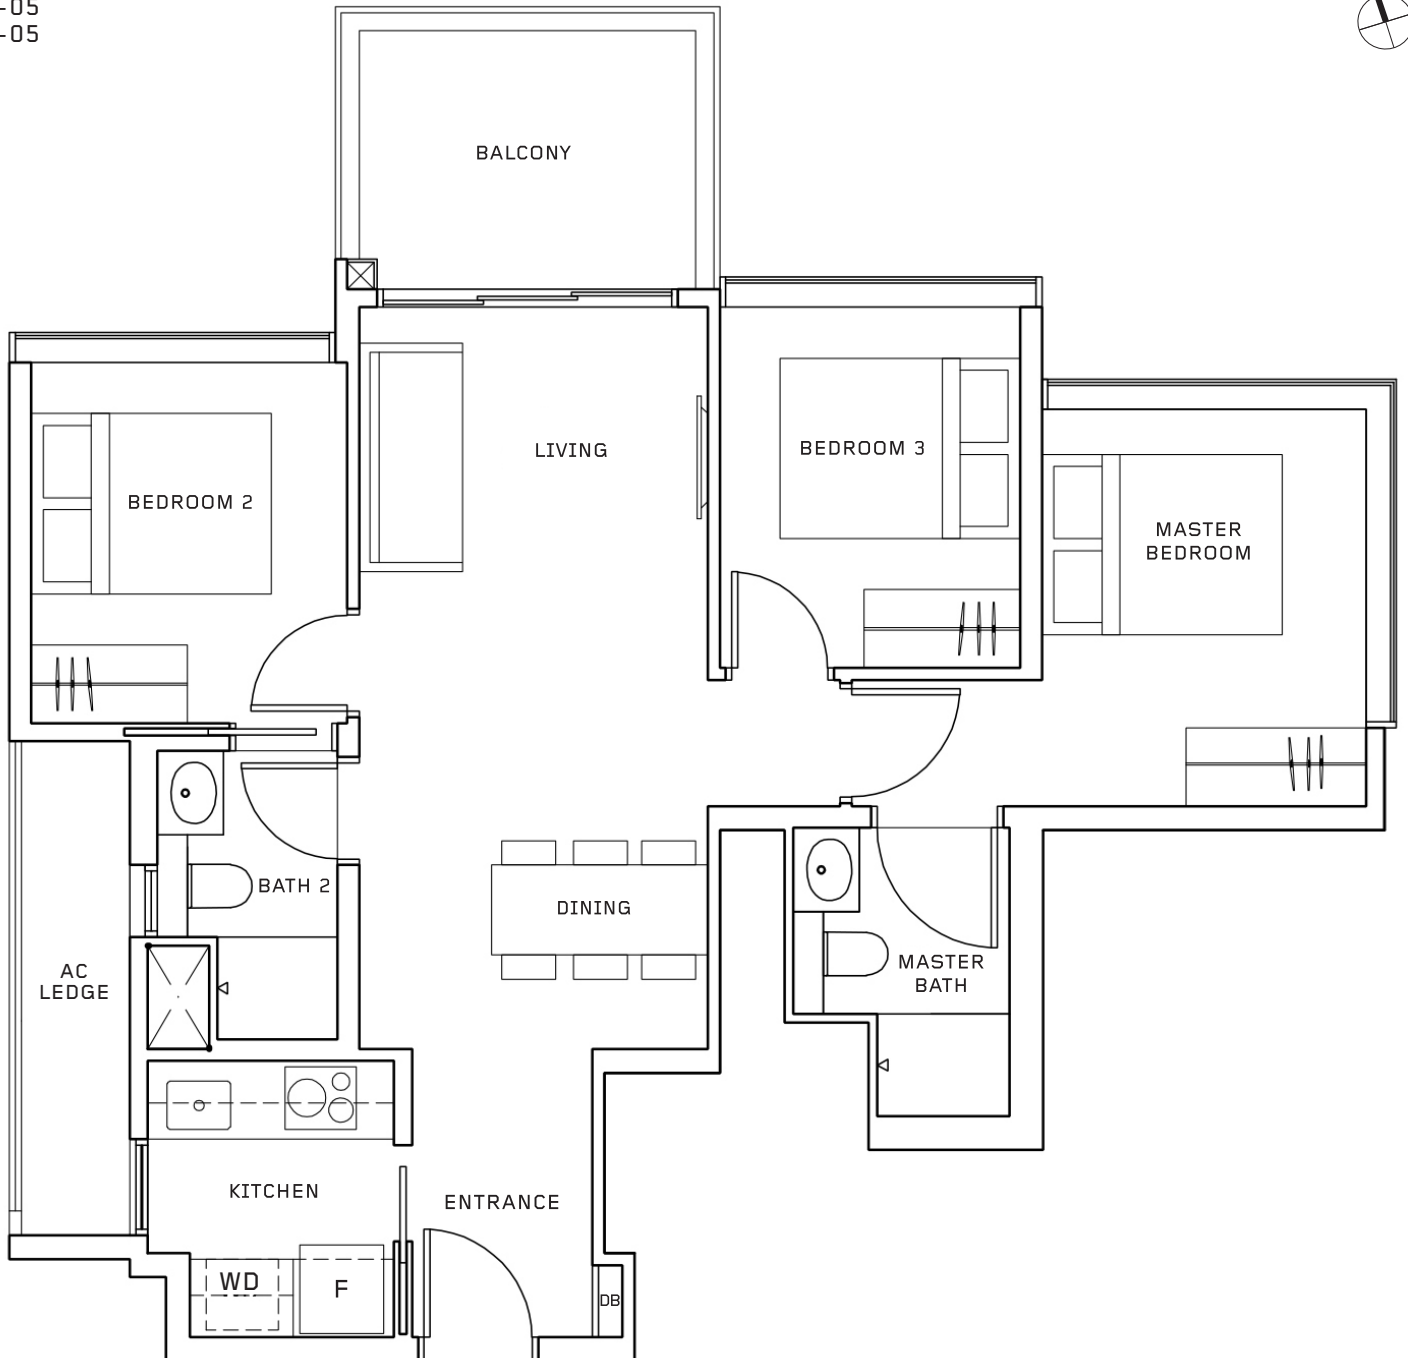 -05
-05
BALCONY
LIVING
BEDROOM 3
BEDROOM 2
MASTER
BEDROOM
BATH 2
DINING
MASTER
BATH
AC
LEDGE
KITCHEN
ENTRANCE
WD
F
DB